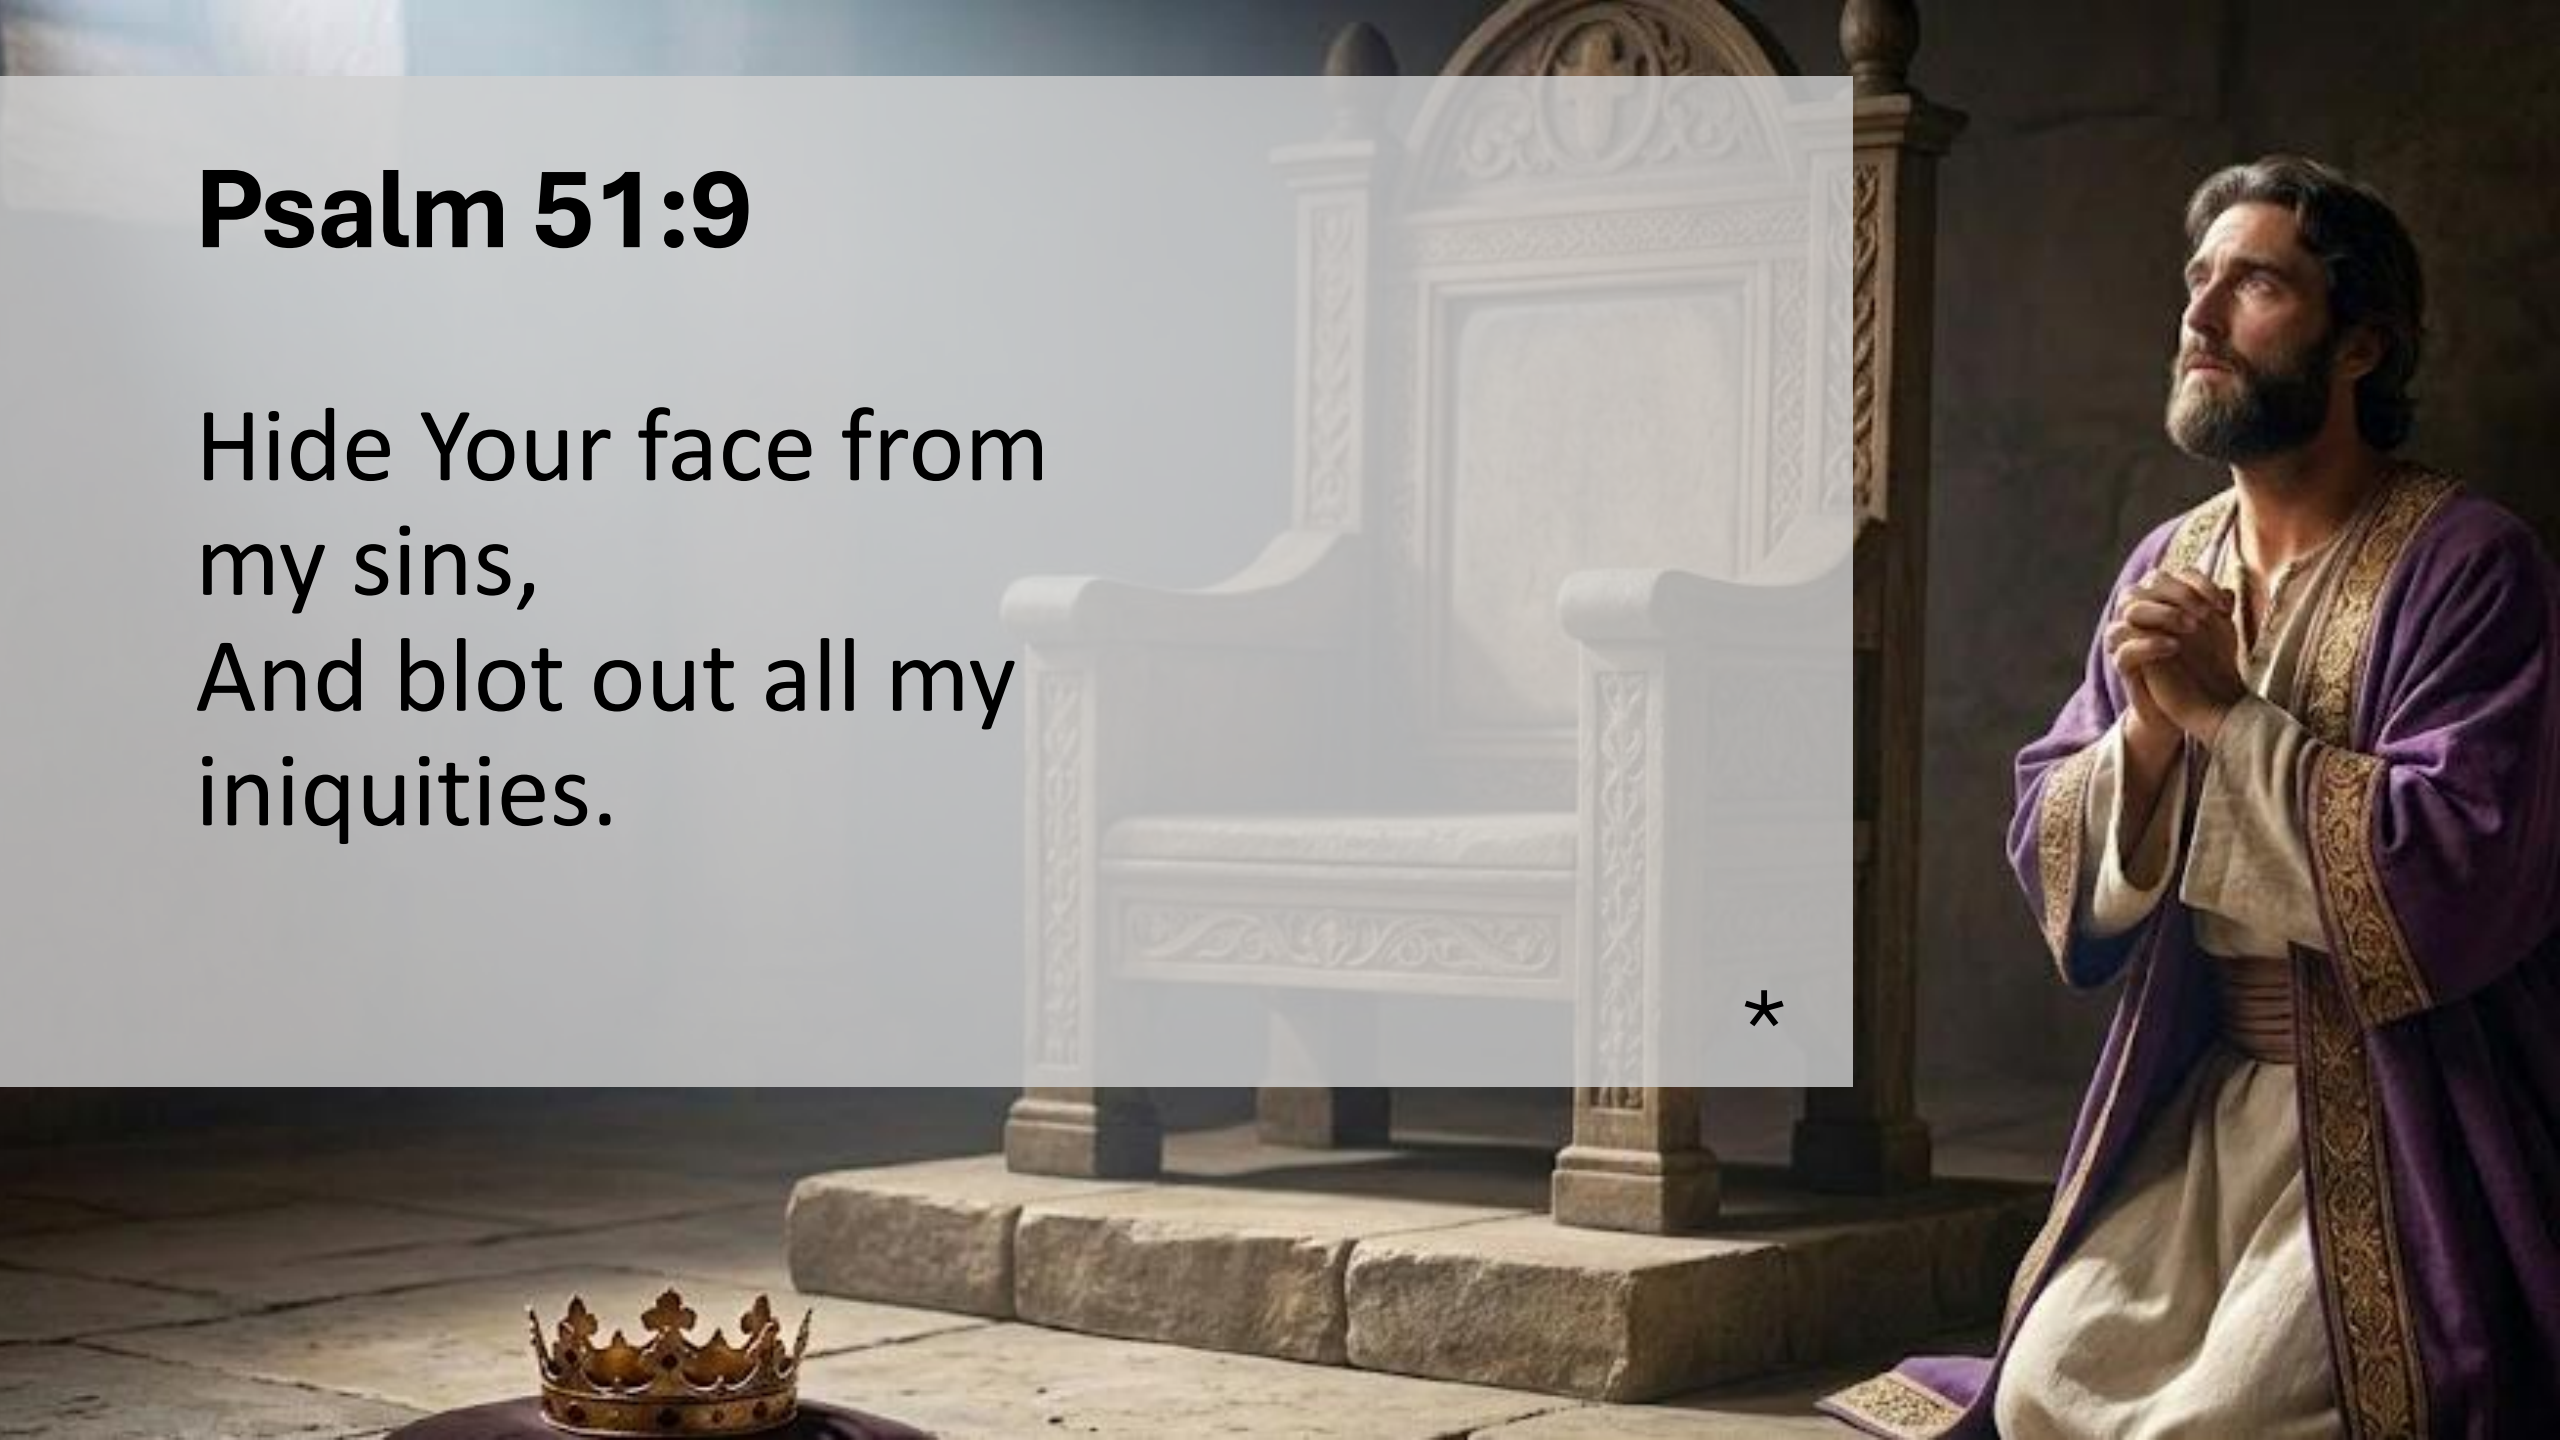 Psalm 51:9
Hide Your face from
my sins,
And blot out all my
iniquities.
*